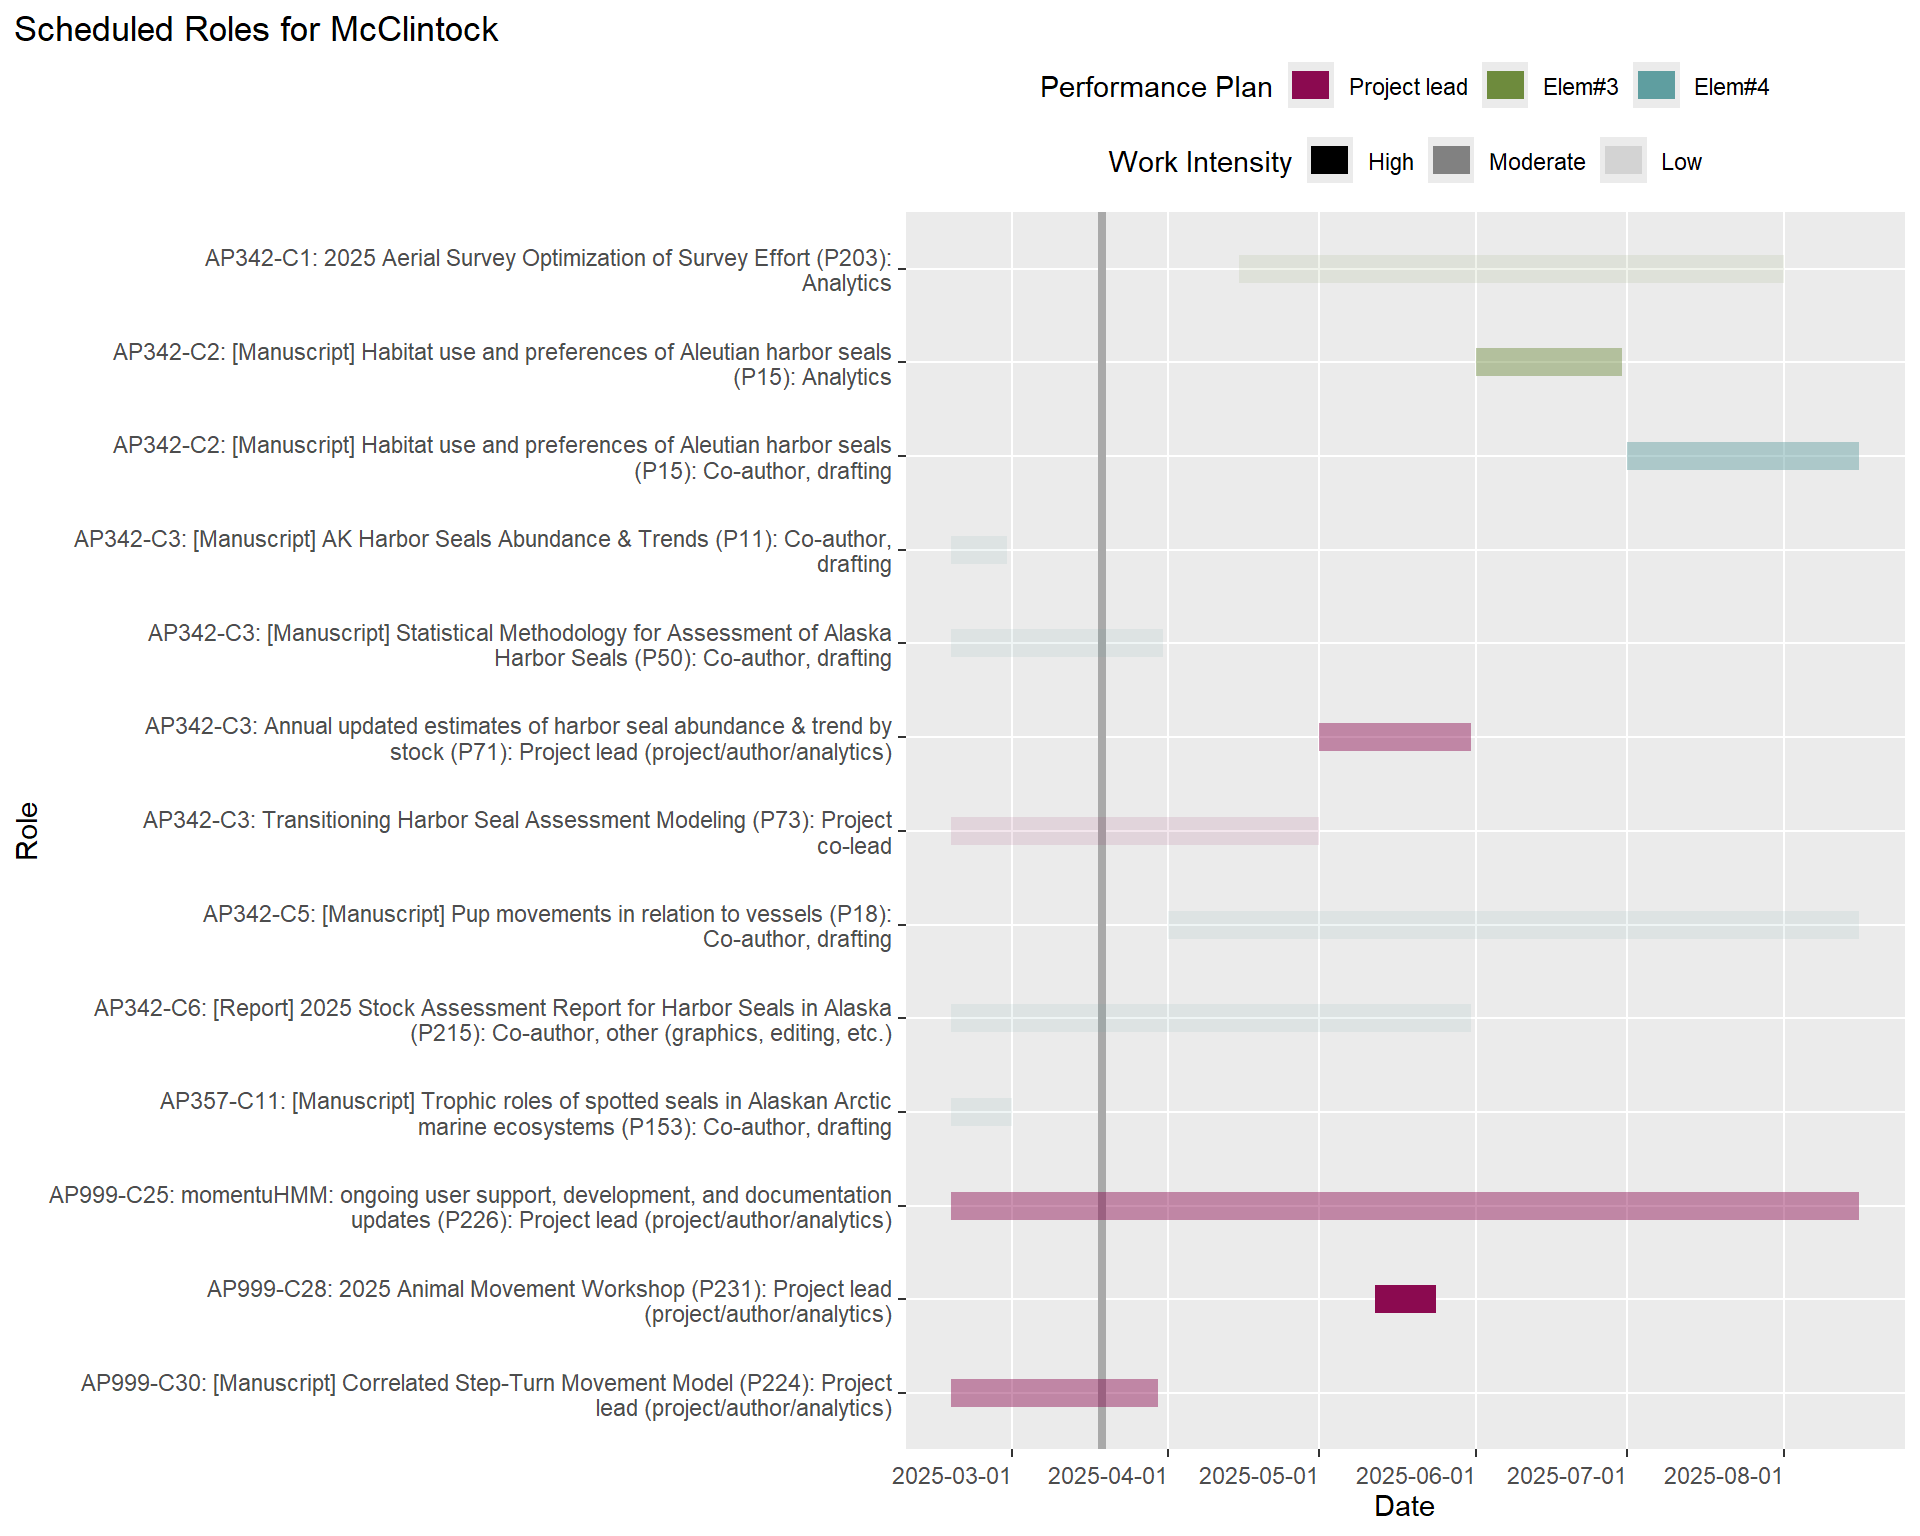 Scheduled Roles for McClintock
Performance Plan Project lead Elem#3 Elem#4
Work Intensity High Moderate Low
Role
AP342-C1: 2025 Aerial Survey Optimization of Survey Effort (P203):
Analytics
AP342-C2: [Manuscript] Habitat use and preferences of Aleutian harbor seals
(P15): Analytics
AP342-C2: [Manuscript] Habitat use and preferences of Aleutian harbor seals
(P15): Co-author, drafting
AP342-C3: [Manuscript] AK Harbor Seals Abundance & Trends (P11): Co-author,
drafting
AP342-C3: [Manuscript] Statistical Methodology for Assessment of Alaska
Harbor Seals (P50): Co-author, drafting
AP342-C3: Annual updated estimates of harbor seal abundance & trend by
stock (P71): Project lead (project/author/analytics)
AP342-C3: Transitioning Harbor Seal Assessment Modeling (P73): Project
co-lead
AP342-C5: [Manuscript] Pup movements in relation to vessels (P18):
Co-author, drafting
AP342-C6: [Report] 2025 Stock Assessment Report for Harbor Seals in Alaska
(P215): Co-author, other (graphics, editing, etc.)
AP357-C11: [Manuscript] Trophic roles of spotted seals in Alaskan Arctic
marine ecosystems (P153): Co-author, drafting
AP999-C25: momentuHMM: ongoing user support, development, and documentation
updates (P226): Project lead (project/author/analytics)
AP999-C28: 2025 Animal Movement Workshop (P231): Project lead
(project/author/analytics)
AP999-C30: [Manuscript] Correlated Step-Turn Movement Model (P224): Project
lead (project/author/analytics)
2025-03-01 2025-04-01 2025-05-01 2025-06-01 2025-07-01 2025-08-01
Date